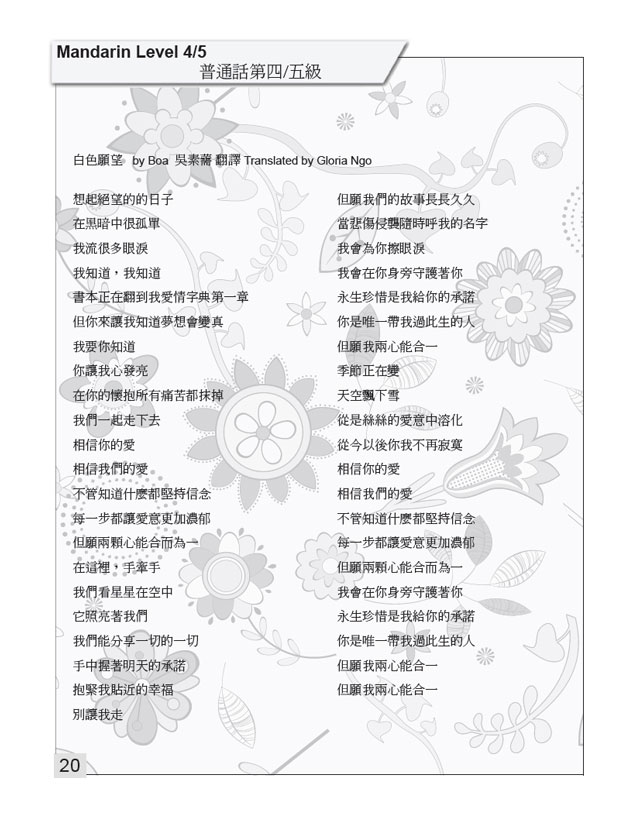 Mandarin Level 4/5
普通話第四/五級
白色願望 by Boa 吳素薔 翻譯 Translated by Gloria Ngo
想起絕望的的日子
在黑暗中很孤單
我流很多眼淚
我知道，我知道
書本正在翻到我愛情字典第一章
但你來讓我知道夢想會變真
我要你知道
你讓我心發亮
在你的懷抱所有痛苦都抹掉
我們一起走下去
相信你的愛
相信我們的愛
不管知道什麼都堅持信念
每一步都讓愛意更加濃郁
但願兩顆心能合而為一
在這裡，手牽手
我們看星星在空中
它照亮著我們
我們能分享一切的一切
手中握著明天的承諾
抱緊我貼近的幸福
別讓我走
但願我們的故事長長久久
當悲傷侵襲隨時呼我的名字
我會為你擦眼淚
我會在你身旁守護著你
永生珍惜是我給你的承諾
你是唯一帶我過此生的人
但願我兩心能合一
季節正在變
天空飄下雪
從是絲絲的愛意中溶化
從今以後你我不再寂寞
相信你的愛
相信我們的愛
不管知道什麼都堅持信念
每一步都讓愛意更加濃郁
但願兩顆心能合而為一
我會在你身旁守護著你
永生珍惜是我給你的承諾
你是唯一帶我過此生的人
但願我兩心能合一
但願我兩心能合一
20